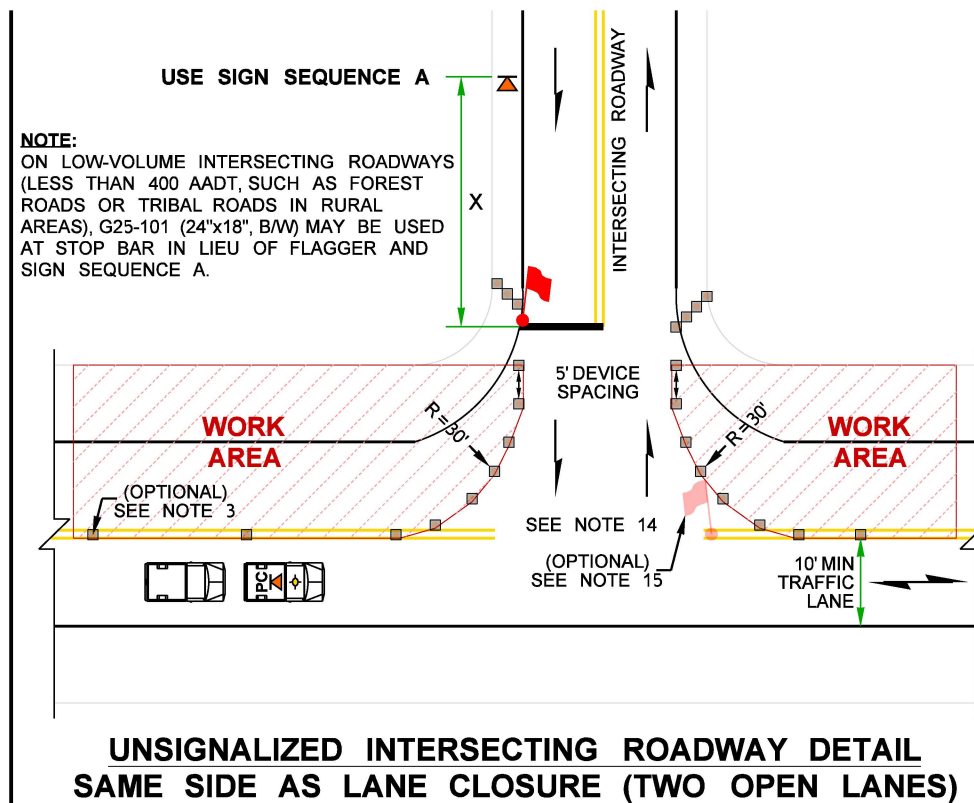 USE SIGN SEQUENCE A
NOTE:
ON LOW-VOLUME INTERSECTING ROADWAYS
(LESS THAN 400 AADT, SUCH AS FOREST
ROADS OR TRIBAL ROADS IN RURAL
AREAS), G25-101 (24"x18", B/W) MAY BE USED
AT STOP BAR IN LIEU OF FLAGGER AND
SIGN SEQUENCE A.
X
INTERSECTING ROADWAY
5' DEVICE
SPACING
R = 30'
R = 30'
WORK
AREA
WORK
AREA
(OPTIONAL)
SEE NOTE 3
SEE NOTE 14
(OPTIONAL)
SEE NOTE 15
10' MIN
TRAFFIC
LANE
PC
UNSIGNALIZED INTERSECTING ROADWAY DETAIL
SAME SIDE AS LANE CLOSURE (TWO OPEN LANES)